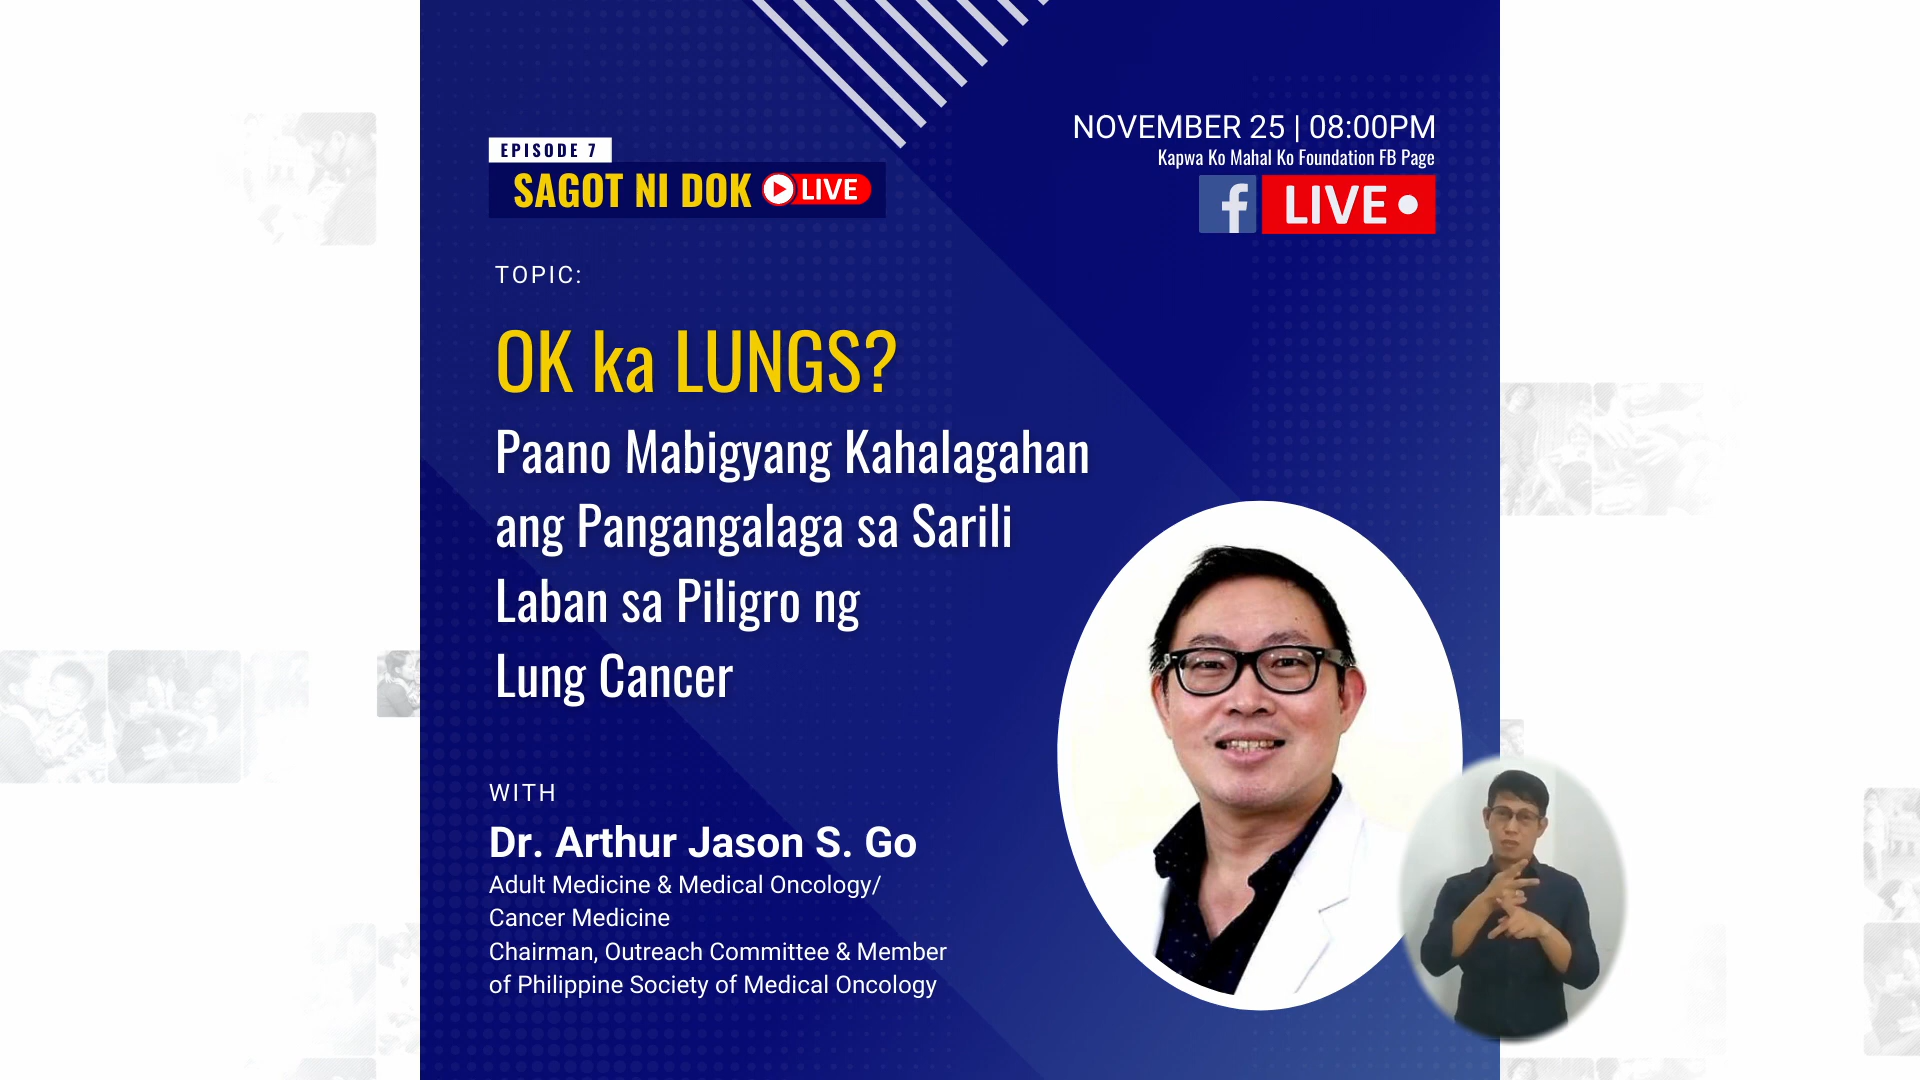 EPISODE 7
SAGOT NI DOK LIVE
NOVEMBER 25 | 08:00PM
Kapwa Ko Mahal Ko Foundation FB Page
f LIVE
TOPIC:
OK ka LUNGS?
Paano Mabigyang Kahalagahan
ang Pangangalaga sa Sarili
Laban sa Piligro ng
Lung Cancer
WITH
Dr. Arthur Jason S. Go
Adult Medicine & Medical Oncology/
Cancer Medicine
Chairman, Outreach Committee & Member
of Philippine Society of Medical Oncology